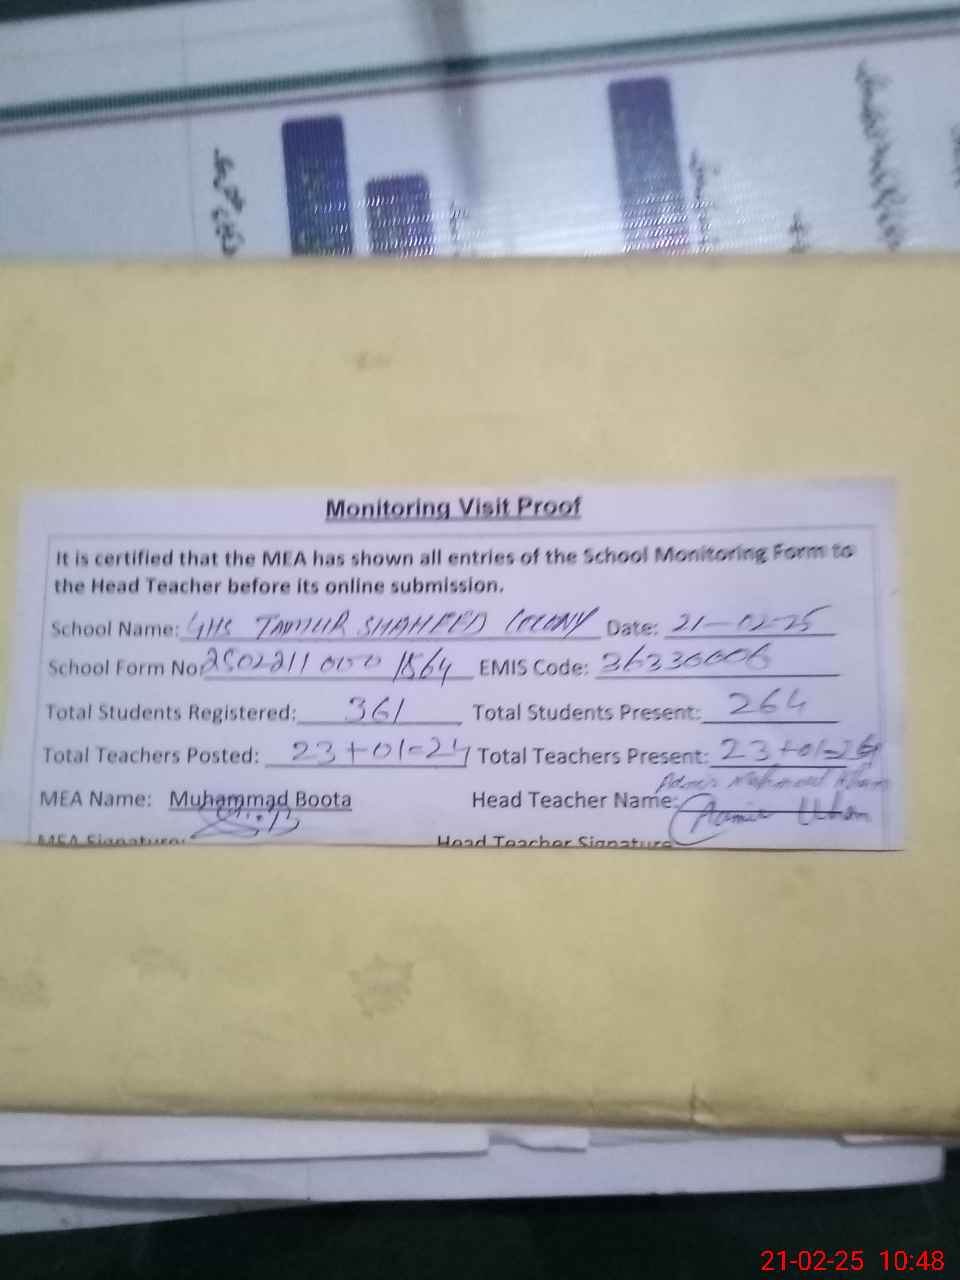 Monitoring Visit Proof
It is certified that the MEA has shown all entries of the School Monitoring Form to
the Head Teacher before its online submission.
School Name: GHS TAIMUR SHAHEED COLONY Date: 21-02-25
School Form No. EMIS Code: 36330006
Total Students Registered: 361 Total Students Present: 264
Total Teachers Posted: 23+01=24 Total Teachers Present: 23+01=24
MEA Name: Muhammad Boota Head Teacher Name:
MEA Signature: Head Teacher Signature
21-02-25 10:48